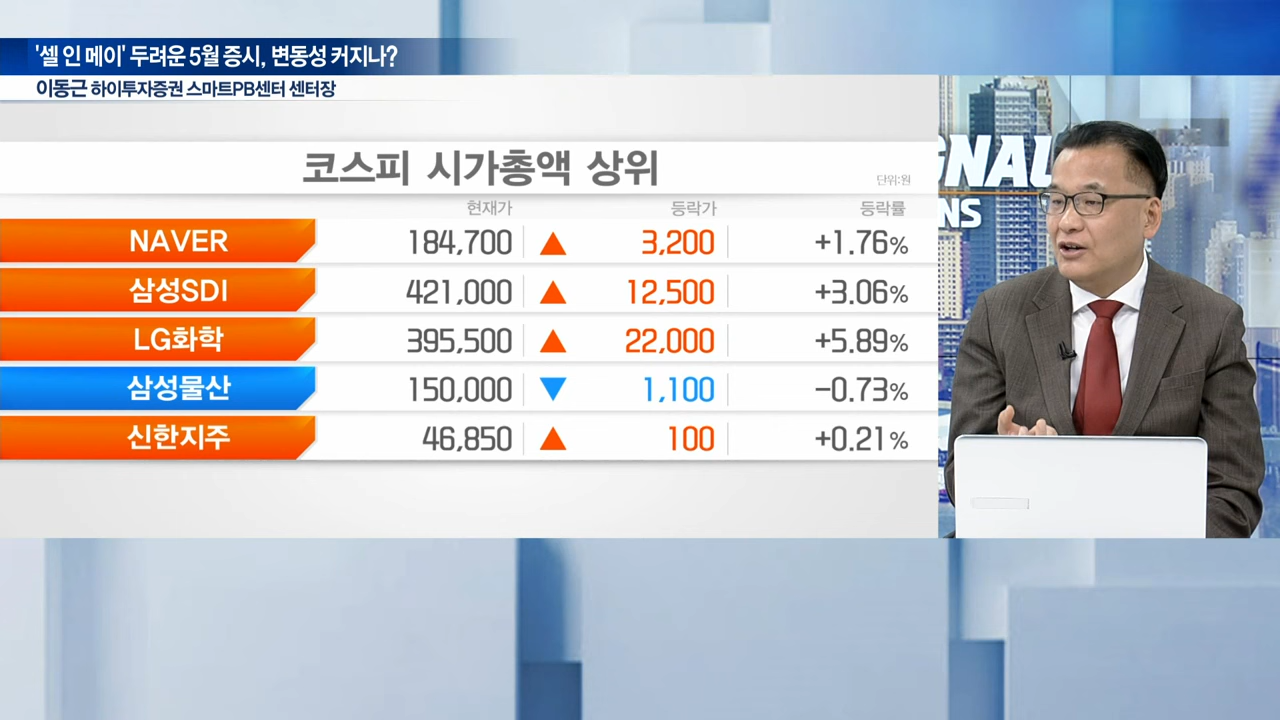 '셀 인 메이' 두려운 5월 증시, 변동성 커지나?
이동근 하이투자증권 스마트PB센터 센터장
코스피 시가총액 상위
단위:원
현재가 등락가 등락률
NAVER 184,700 ▲ 3,200 +1.76%
삼성SDI 421,000 ▲ 12,500 +3.06%
LG화학 395,500 ▲ 22,000 +5.89%
삼성물산 150,000 ▼ 1,100 -0.73%
신한지주 46,850 ▲ 100 +0.21%
GNAL
NS